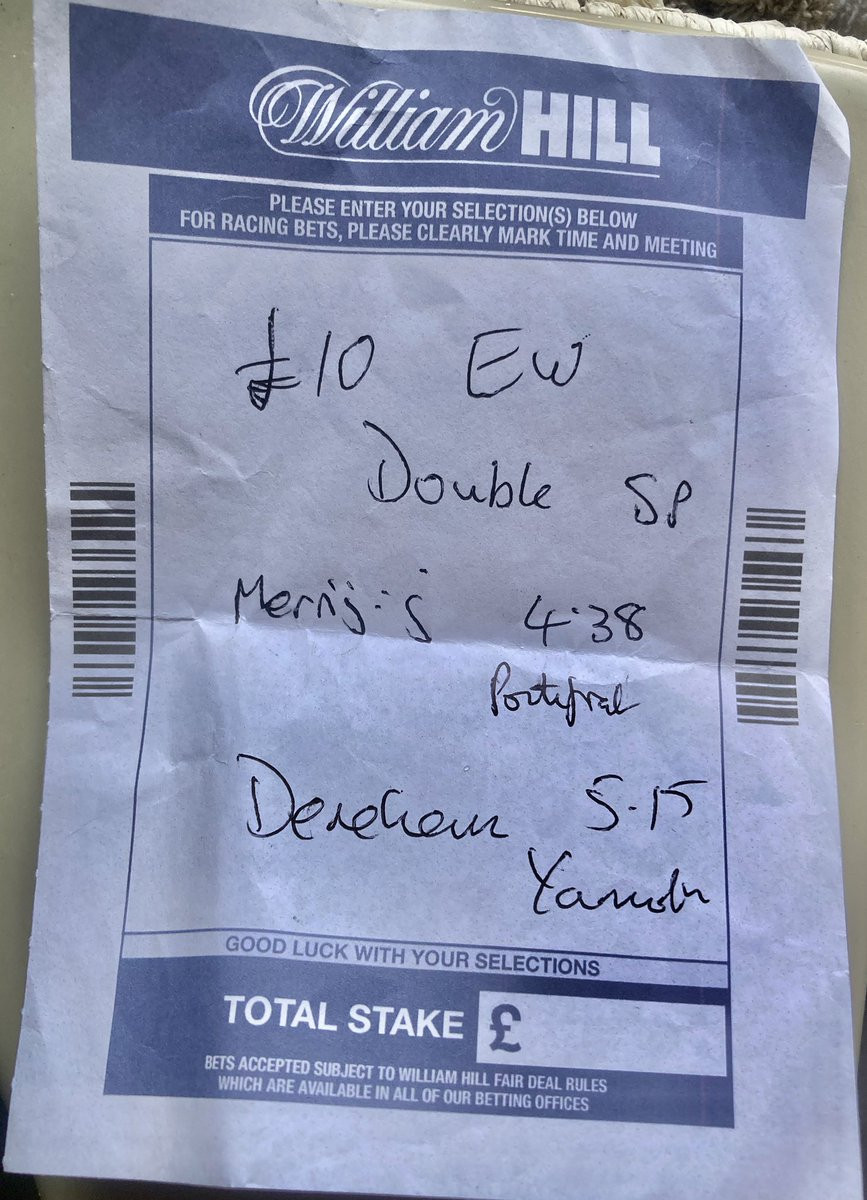 William HILL
PLEASE ENTER YOUR SELECTION(S) BELOW
FOR RACING BETS, PLEASE CLEARLY MARK TIME AND MEETING
£10 EW
Double SP
4.38
Dereham 5.15
GOOD LUCK WITH YOUR SELECTIONS
TOTAL STAKE £
BETS ACCEPTED SUBJECT TO WILLIAM HILL FAIR DEAL RULES
WHICH ARE AVAILABLE IN ALL OF OUR BETTING OFFICES